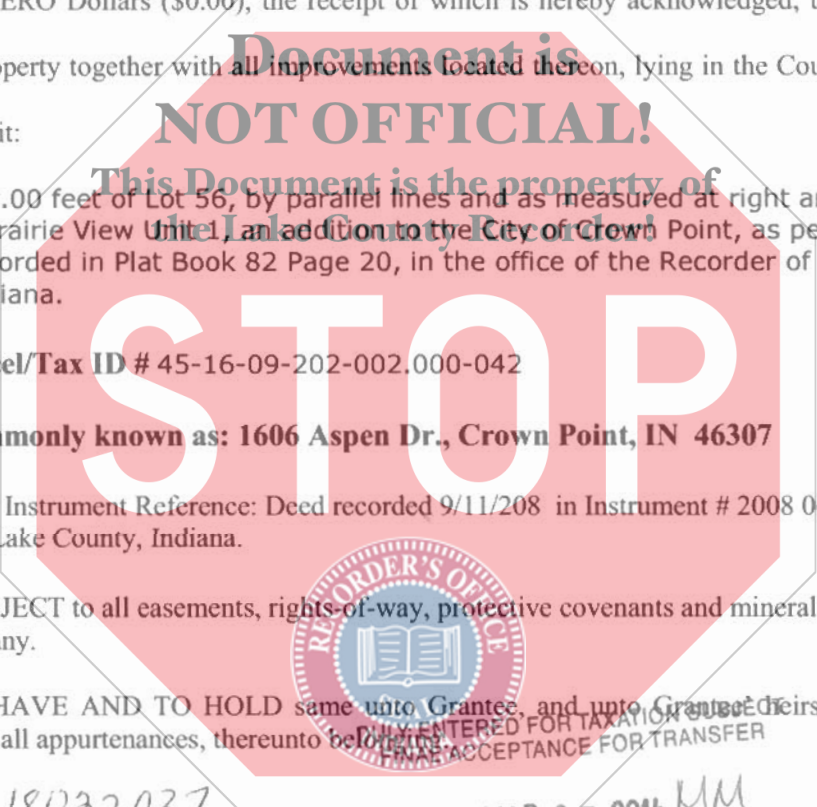 ERO Dollars ($0.00), the receipt of which is hereby acknowledged, t
Document is
operty together with all improvements located thereon, lying in the Cou
NOT OFFICIAL!
it:
This Document is the property of
.00 feet of Lot 56, by parallel lines and as measured at right a
the Lake County Recorder!
rairie View Unit 1, an addition to the City of Crown Point, as pe
orded in Plat Book 82 Page 20, in the office of the Recorder of
iana.
STOP
el/Tax ID # 45-16-09-202-002.000-042
mmonly known as: 1606 Aspen Dr., Crown Point, IN 46307
Instrument Reference: Deed recorded 9/11/208 in Instrument # 2008 0
Lake County, Indiana.
RECORDER'S OFFICE
JECT to all easements, rights-of-way, protective covenants and mineral
any.
SEAL
HAVE AND TO HOLD same unto Grantee, and unto Grantee' heirs
ENTERED FOR TAXATION SUBJECT
all appurtenances, thereunto belonging.
FINAL ACCEPTANCE FOR TRANSFER
MM